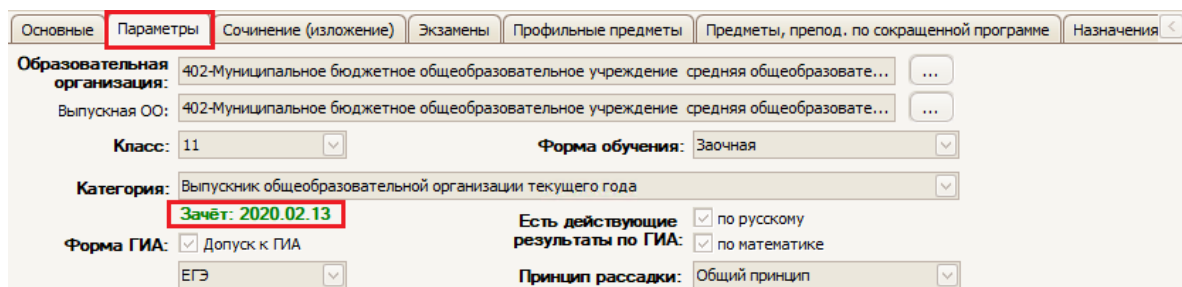 Основные Параметры Сочинение (изложение) Экзамены Профильные предметы Предметы, препод. по сокращенной программе Назначения
Образовательная организация: 402-Муниципальное бюджетное общеобразовательное учреждение средняя общеобразовате... ...
Выпускная ОО: 402-Муниципальное бюджетное общеобразовательное учреждение средняя общеобразовате... ...
Класс: 11 Форма обучения: Заочная
Категория: Выпускник общеобразовательной организации текущего года
Зачёт: 2020.02.13
Форма ГИА: Допуск к ГИА
Есть действующие результаты по ГИА: по русскому
по математике
ЕГЭ Принцип рассадки: Общий принцип